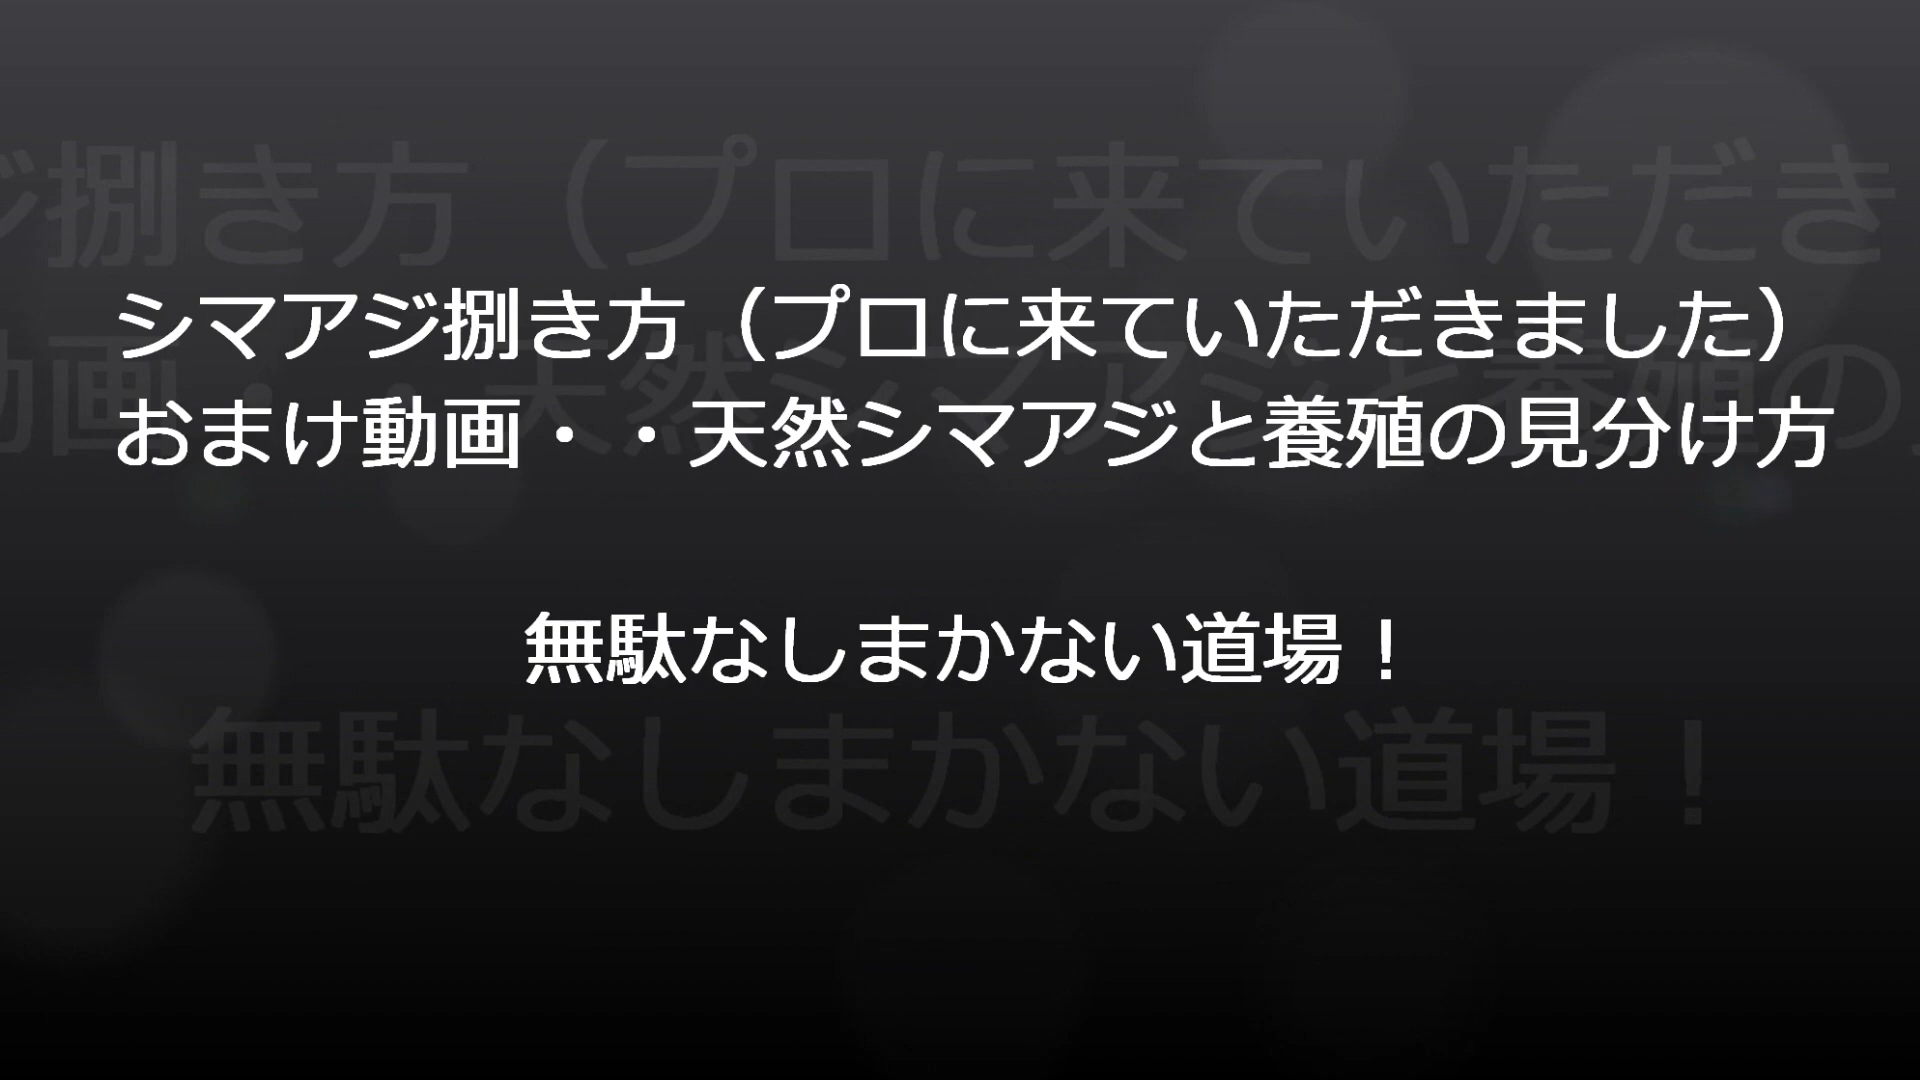 シマアジ捌き方（プロに来ていただきました）
おまけ動画・・天然シマアジと養殖の見分け方
無駄なしまかない道場！